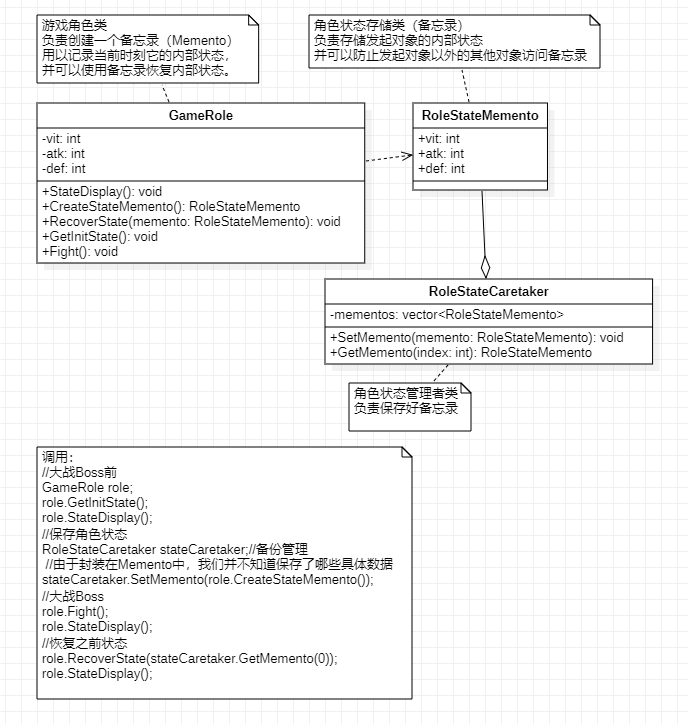 游戏角色类
负责创建一个备忘录（Memento）
用以记录当前时刻它的内部状态，
并可以使用备忘录恢复内部状态。
角色状态存储类（备忘录）
负责存储发起对象的内部状态
并可以防止发起对象以外的其他对象访问备忘录
GameRole
-vit: int
-atk: int
-def: int
+StateDisplay(): void
+CreateStateMemento(): RoleStateMemento
+RecoverState(memento: RoleStateMemento): void
+GetInitState(): void
+Fight(): void
RoleStateMemento
+vit: int
+atk: int
+def: int
RoleStateCaretaker
-mementos: vector<RoleStateMemento>
+SetMemento(memento: RoleStateMemento): void
+GetMemento(index: int): RoleStateMemento
角色状态管理者类
负责保存好备忘录
调用：
//大战Boss前
GameRole role;
role.GetInitState();
role.StateDisplay();
//保存角色状态
RoleStateCaretaker stateCaretaker;//备份管理
//由于封装在Memento中，我们并不知道保存了哪些具体数据
stateCaretaker.SetMemento(role.CreateStateMemento());
//大战Boss
role.Fight();
role.StateDisplay();
//恢复之前状态
role.RecoverState(stateCaretaker.GetMemento(0));
role.StateDisplay();